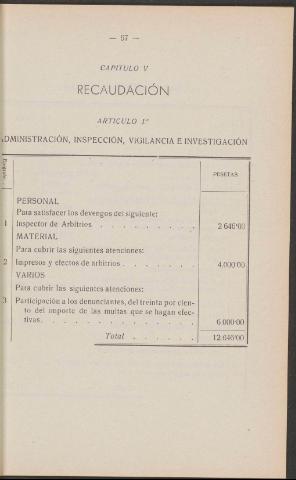 — 67 —
CAPITULO V
RECAUDACIÓN
ARTICULO 1º
ADMINISTRACIÓN, INSPECCIÓN, VIGILANCIA E INVESTIGACIÓN
PESETAS
PERSONAL
Para satisfacer los devengos del siguiente:
1 Inspector de Arbitrios . . . . . . . . . 2 646'00
MATERIAL
Para cubrir las siguientes atenciones:
2 Impresos y efectos de arbitrios . . . . . . . 4.000'00
VARIOS
Para cubrir las siguientes atenciones:
3 Participación a los denunciantes, del treinta por cien-
to del importe de las multas que se hagan efec-
tivas . . . . . . . . . . . . . 6.000'00
Total . . . . . . 12.646'00